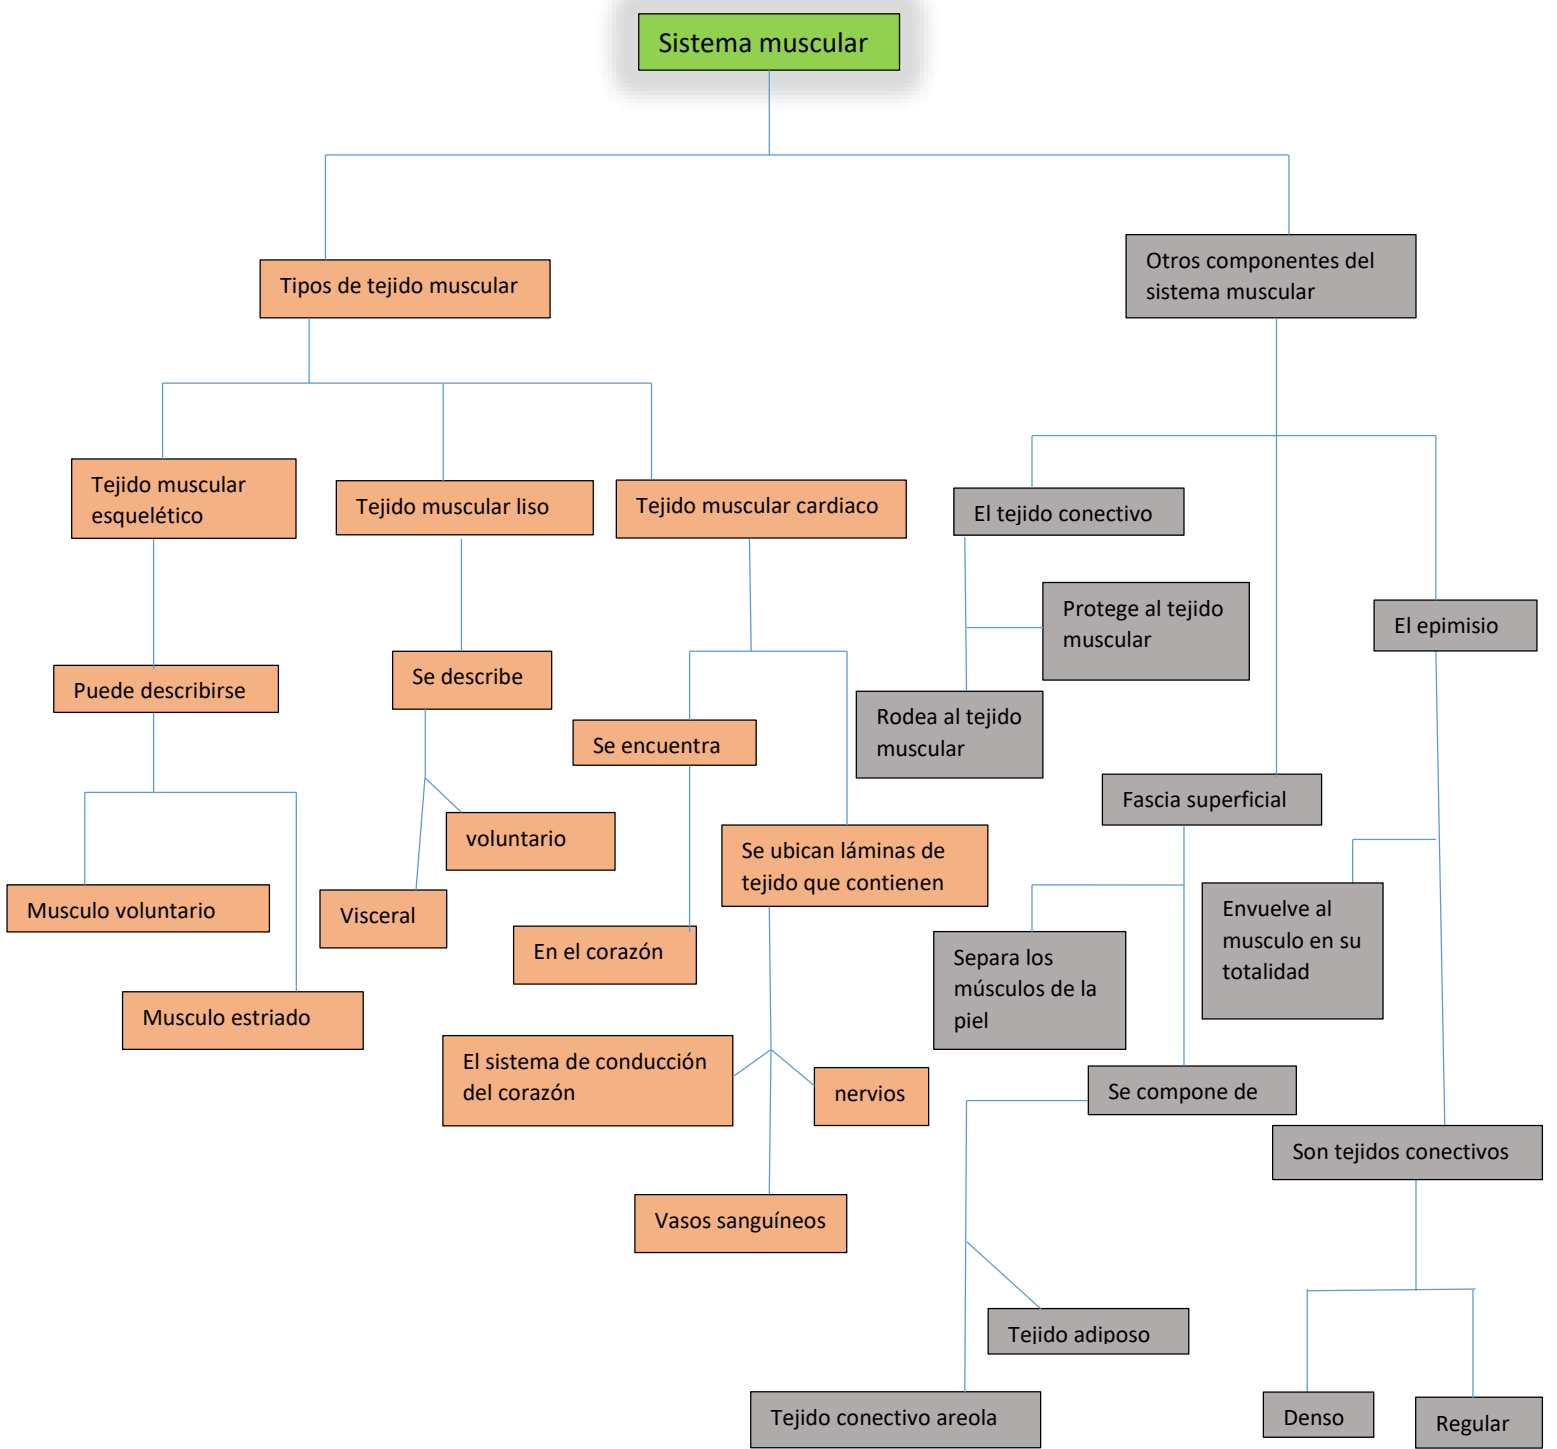 Sistema muscular
Tipos de tejido muscular
Otros componentes del
sistema muscular
Tejido muscular
esquelético
Tejido muscular liso
Tejido muscular cardiaco
El tejido conectivo
Protege al tejido
muscular
El epimisio
Puede describirse
Se describe
Se encuentra
Rodea al tejido
muscular
Fascia superficial
voluntario
Se ubican láminas de
tejido que contienen
Musculo voluntario
Visceral
En el corazón
Separa los
músculos de la
piel
Envuelve al
musculo en su
totalidad
Musculo estriado
El sistema de conducción
del corazón
nervios
Se compone de
Son tejidos conectivos
Vasos sanguíneos
Tejido adiposo
Tejido conectivo areola
Denso
Regular